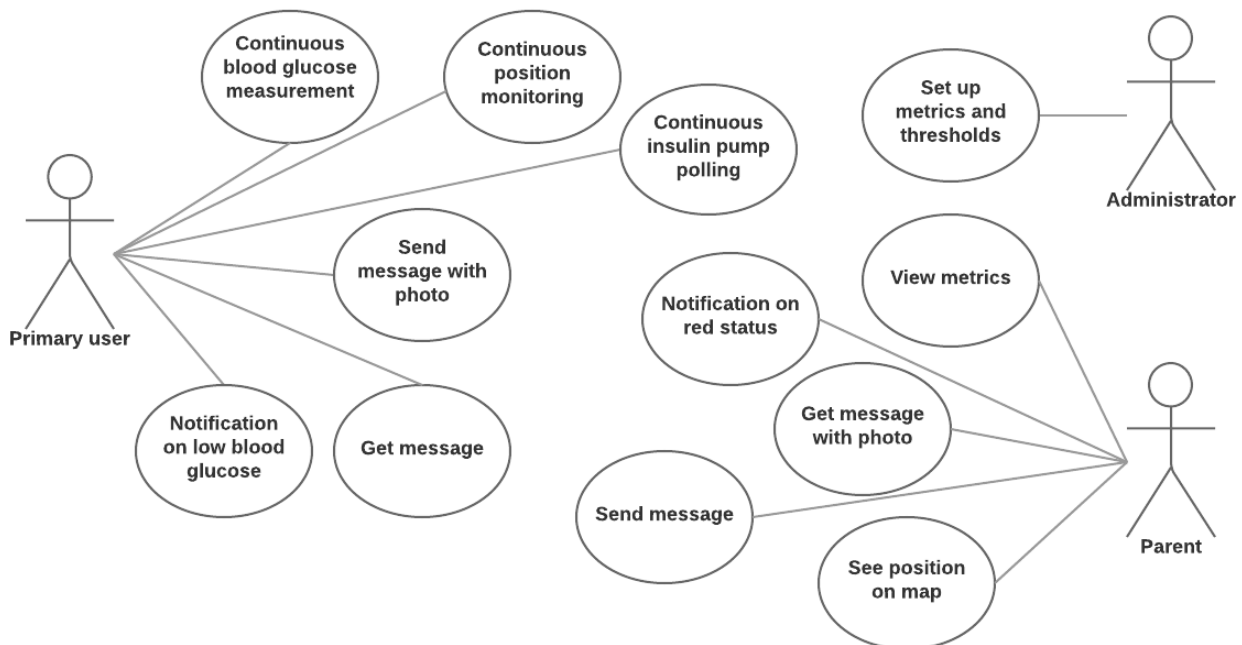 Continuous
blood glucose
measurement
Continuous
position
monitoring
Continuous
insulin pump
polling
Set up
metrics and
thresholds
Administrator
Send
message with
photo
Primary user
Notification
on low blood
glucose
Get message
View metrics
Notification on
red status
Get message
with photo
Send message
See position
on map
Parent